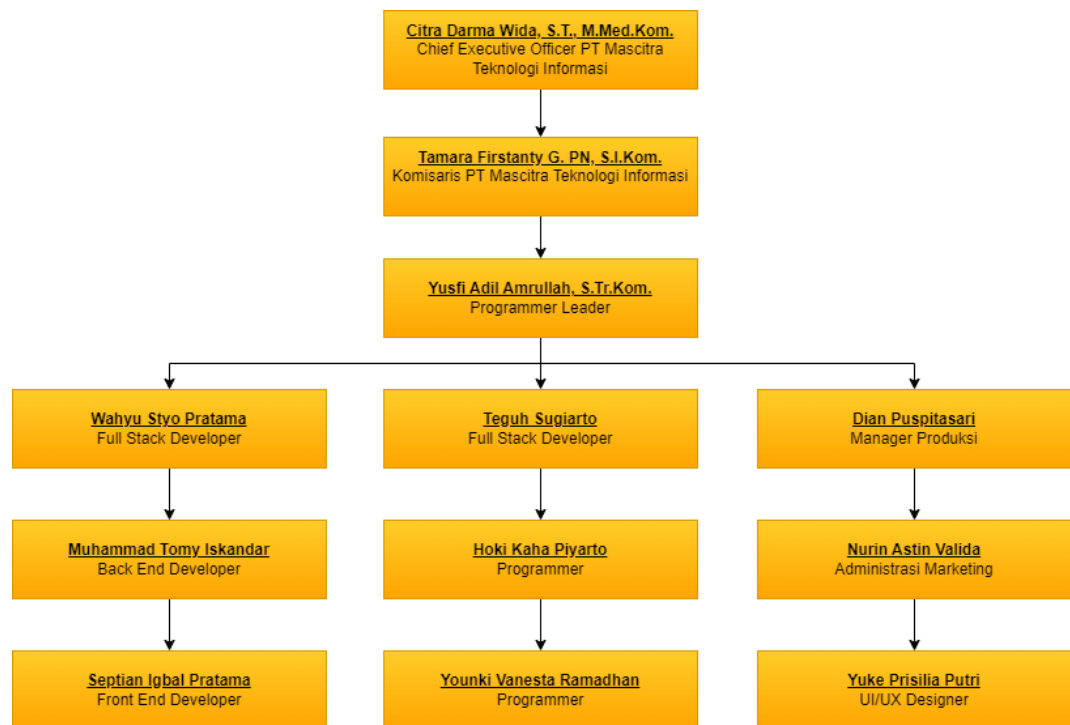 Citra Darma Wida, S.T., M.Med.Kom.
Chief Executive Officer PT Mascitra
Teknologi Informasi
Tamara Firstanty G. PN, S.I.Kom.
Komisaris PT Mascitra Teknologi Informasi
Yusfi Adil Amrullah, S.Tr.Kom.
Programmer Leader
Wahyu Styo Pratama
Full Stack Developer
Teguh Sugiarto
Full Stack Developer
Dian Puspitasari
Manager Produksi
Muhammad Tomy Iskandar
Back End Developer
Hoki Kaha Piyarto
Programmer
Nurin Astin Valida
Administrasi Marketing
Septian Igbal Pratama
Front End Developer
Younki Vanesta Ramadhan
Programmer
Yuke Prisilia Putri
UI/UX Designer